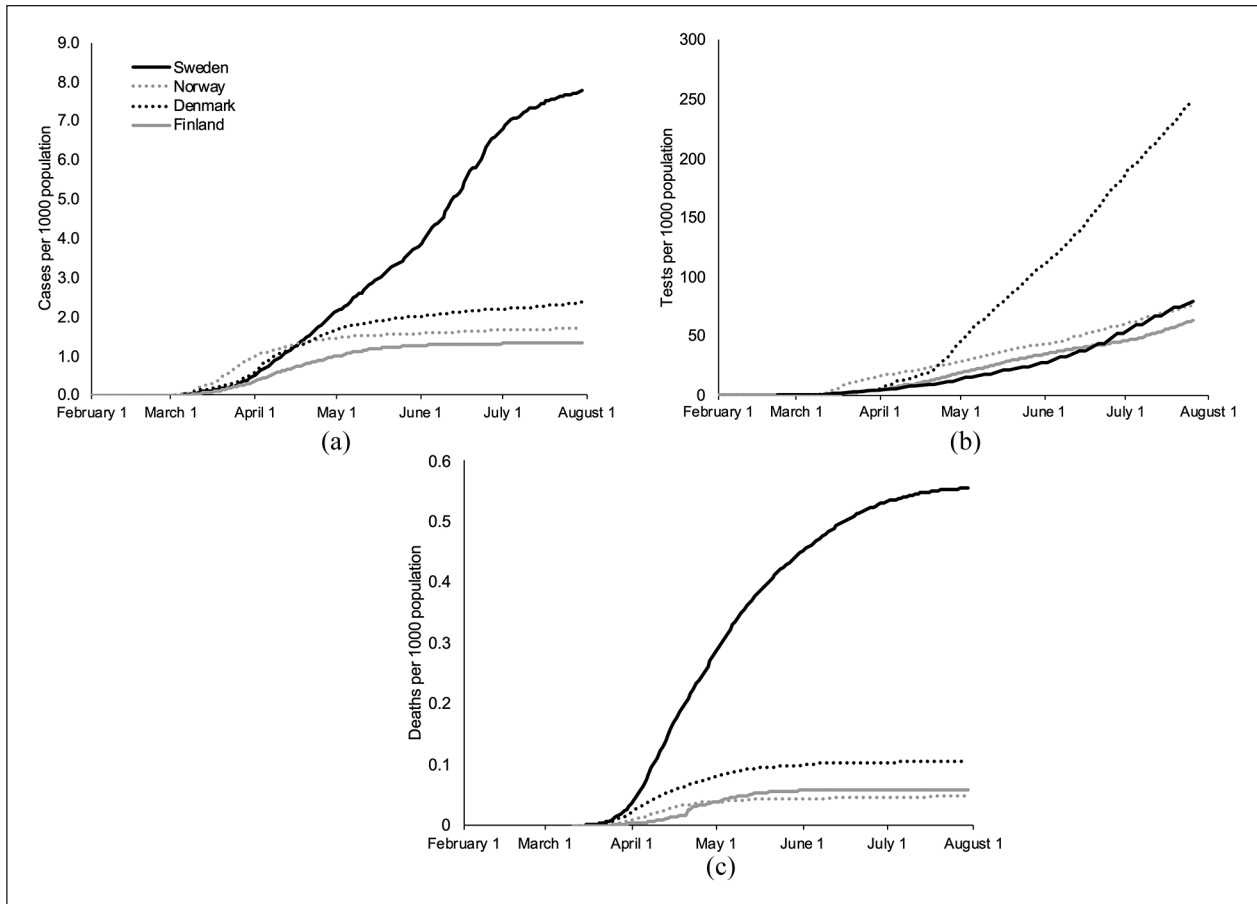 9.0
8.0
7.0
6.0
5.0
4.0
3.0
2.0
1.0
0.0
Cases per 1000 population
Sweden
Norway
Denmark
Finland
February 1 March 1 April 1 May 1 June 1 July 1 August 1
(a)
300
250
200
150
100
50
0
Tests per 1000 population
February 1 March 1 April 1 May 1 June 1 July 1 August 1
(b)
0.6
0.5
0.4
0.3
0.2
0.1
0
Deaths per 1000 population
February 1 March 1 April 1 May 1 June 1 July 1 August 1
(c)